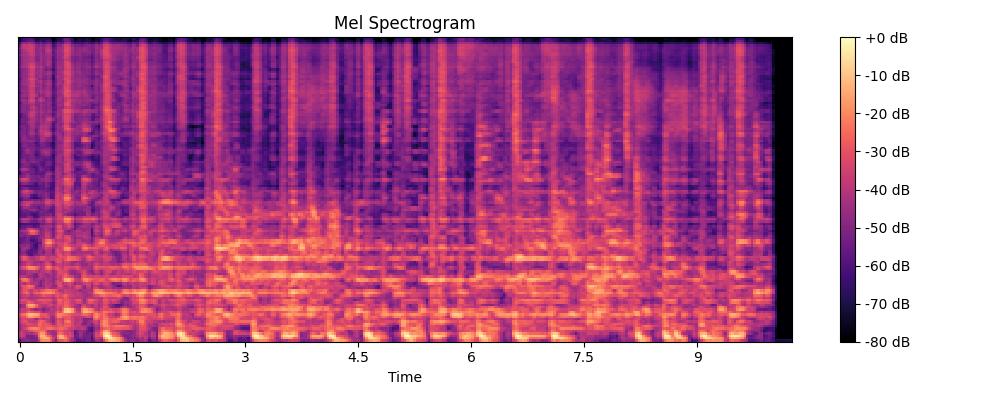 Mel Spectrogram
+0 dB
-10 dB
-20 dB
-30 dB
-40 dB
-50 dB
-60 dB
-70 dB
-80 dB
0 1.5 3 4.5 6 7.5 9
Time